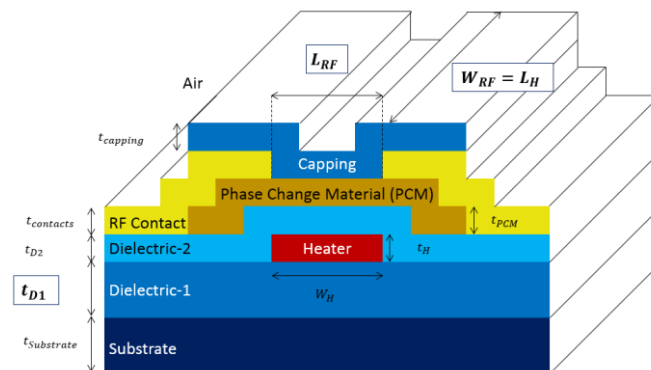 L_RF
W_RF = L_H
Air
t_capping
Capping
Phase Change Material (PCM)
t_contacts
RF Contact
t_PCM
t_D2
Dielectric-2
Heater
t_H
t_D1
Dielectric-1
W_H
t_Substrate
Substrate